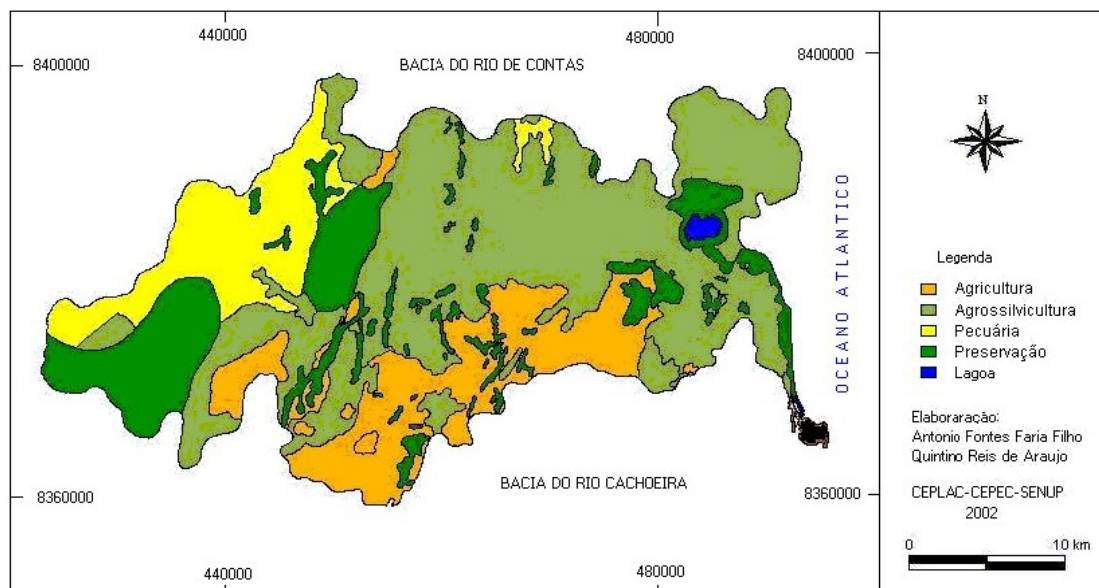 440000
480000
8400000
8400000
BACIA DO RIO DE CONTAS
N
OCEANO ATLANTICO
Legenda
Agricultura
Agrossilvicultura
Pecuária
Preservação
Lagoa
Elaboraração:
Antonio Fontes Faria Filho
Quintino Reis de Araujo
BACIA DO RIO CACHOEIRA
8360000
8360000
CEPLAC-CEPEC-SENUP
2002
0
10 km
440000
480000